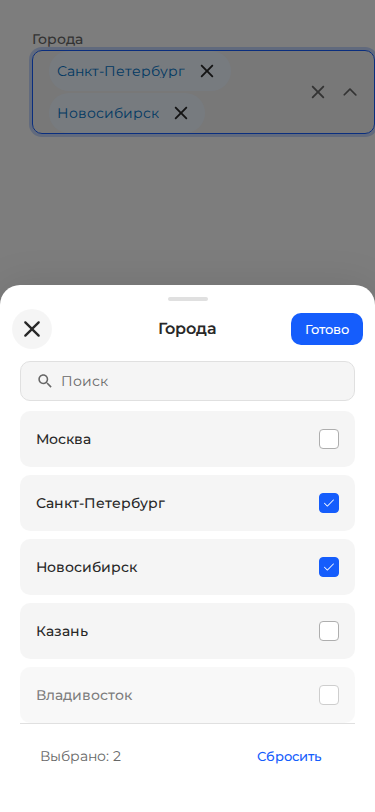 Города
Санкт-Петербург
Новосибирск
Города
Готово
Поиск
Москва
Санкт-Петербург
Новосибирск
Казань
Владивосток
Выбрано: 2
Сбросить